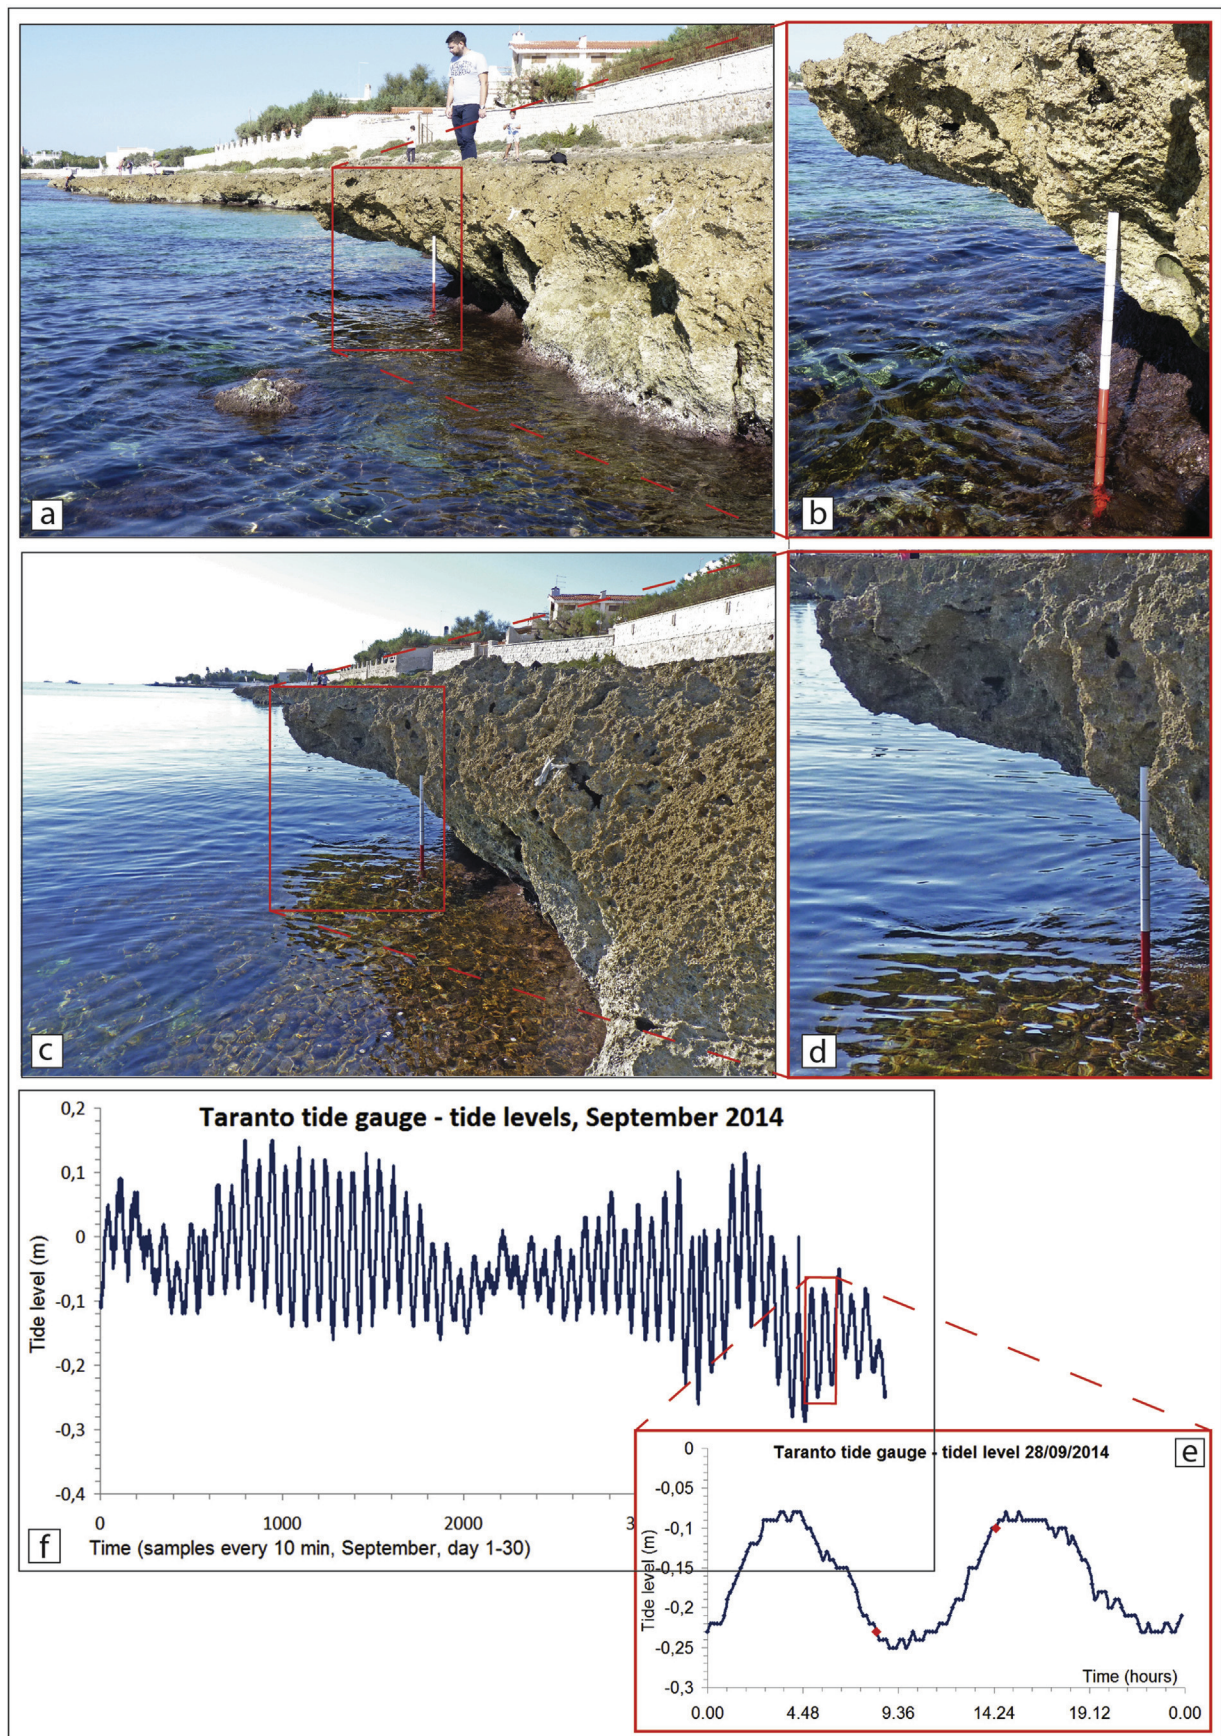 a
b
c
d
Taranto tide gauge - tide levels, September 2014
0,2
0,1
0
-0,1
-0,2
-0,3
-0,4
Tide level (m)
0
1000
2000
3
f
Time (samples every 10 min, September, day 1-30)
e
Taranto tide gauge - tidel level 28/09/2014
0
-0,05
-0,1
-0,15
-0,2
-0,25
-0,3
Tide level (m)
Time (hours)
0.00
4.48
9.36
14.24
19.12
0.00